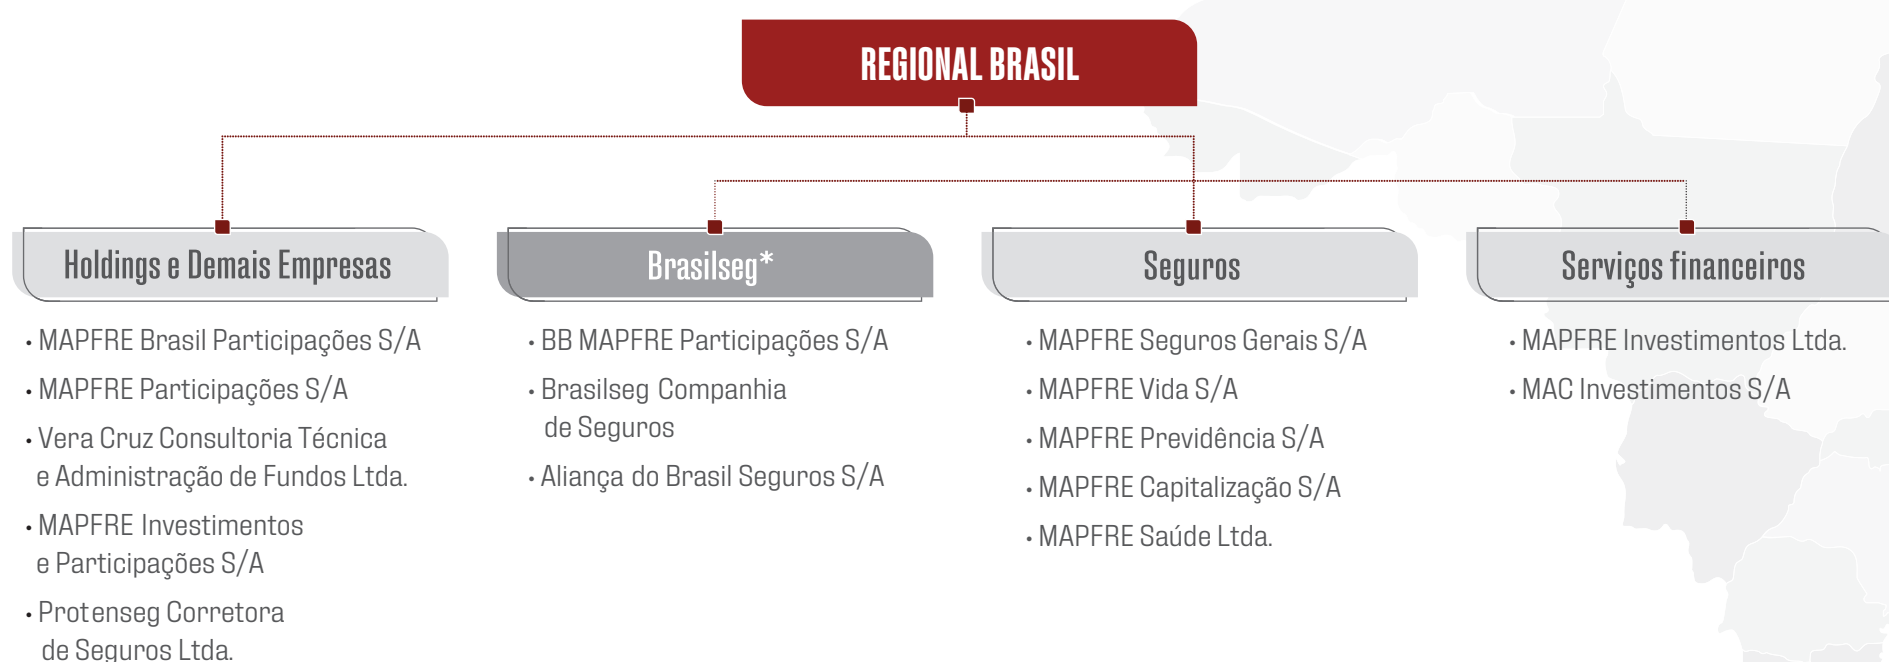 REGIONAL BRASIL
Holdings e Demais Empresas
• MAPFRE Brasil Participações S/A
• MAPFRE Participações S/A
• Vera Cruz Consultoria Técnica
e Administração de Fundos Ltda.
• MAPFRE Investimentos
e Participações S/A
• Protenseg Corretora
de Seguros Ltda.
Brasilseg*
• BB MAPFRE Participações S/A
• Brasilseg Companhia
de Seguros
• Aliança do Brasil Seguros S/A
Seguros
• MAPFRE Seguros Gerais S/A
• MAPFRE Vida S/A
• MAPFRE Previdência S/A
• MAPFRE Capitalização S/A
• MAPFRE Saúde Ltda.
Serviços financeiros
• MAPFRE Investimentos Ltda.
• MAC Investimentos S/A